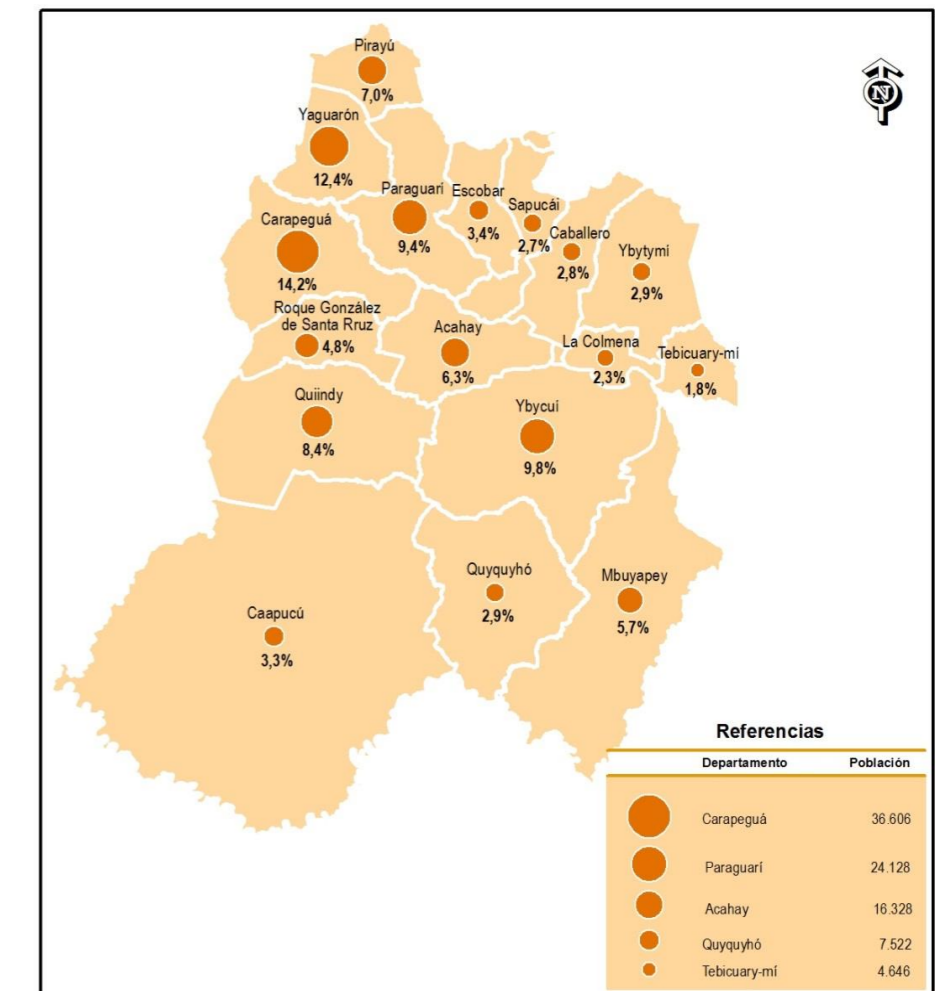 Pirayú
7,0%
N
Yaguarón
12,4%
Paraguarí
9,4%
Escobar
3,4%
Sapucái
2,7%
Caballero
2,8%
Ybytymí
2,9%
Carapeguá
14,2%
Roque González
de Santa Rruz
4,8%
Acahay
6,3%
La Colmena
2,3%
Tebicuary-mí
1,8%
Quiindy
8,4%
Ybycuí
9,8%
Quyquyhó
2,9%
Mbuyapey
5,7%
Caapucú
3,3%
Referencias
Departamento Población
Carapeguá 36.606
Paraguarí 24.128
Acahay 16.328
Quyquyhó 7.522
Tebicuary-mí 4.646